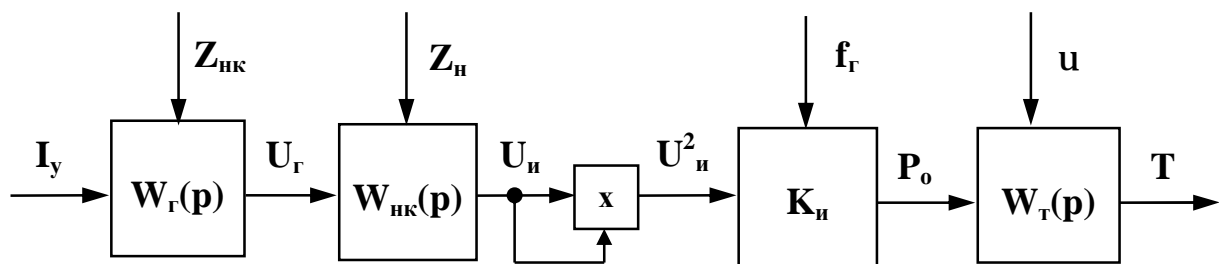 Zнк
Zн
fг
u
Iу
Uг
Uи
U²и
Pо
T
Wг(p)
Wнк(p)
x
Kи
Wт(p)